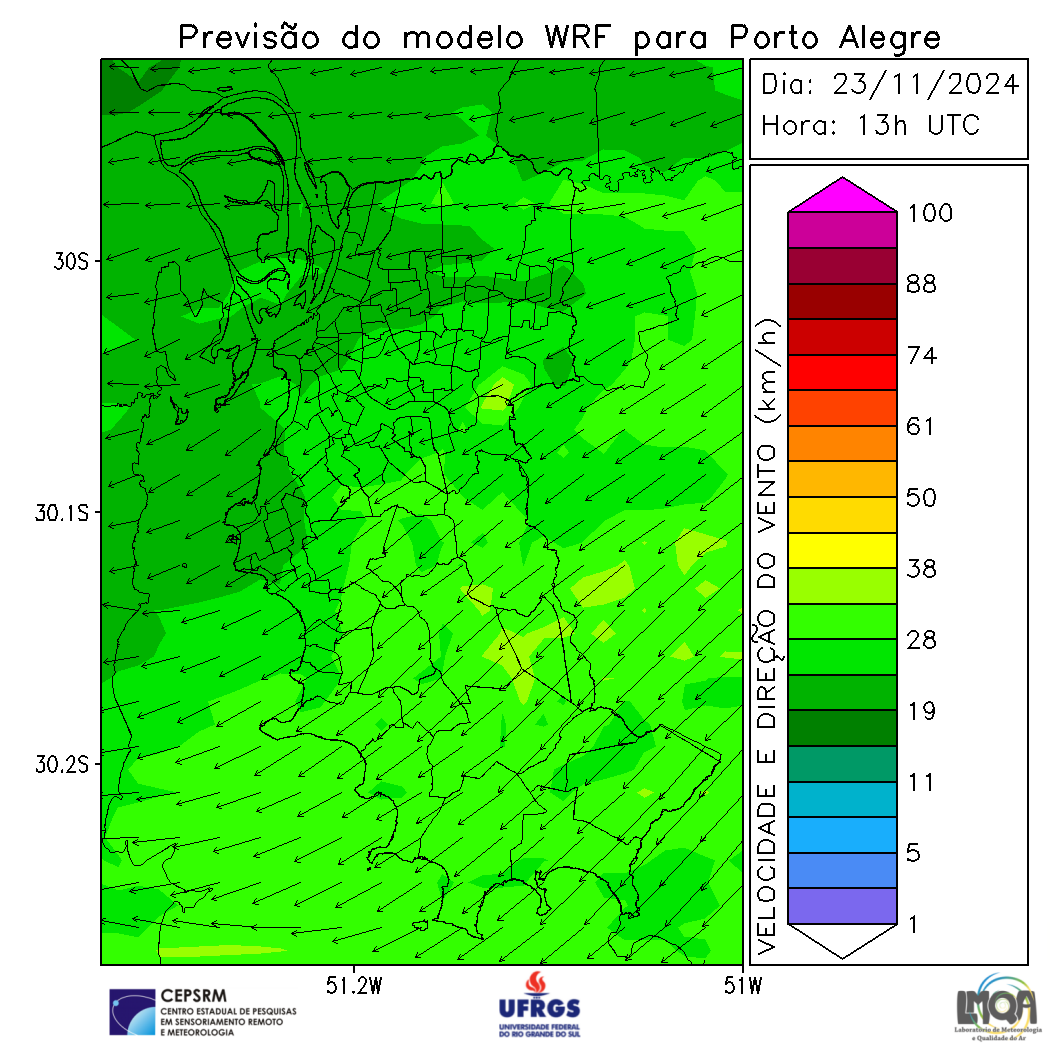 Previsão do modelo WRF para Porto Alegre
Dia: 23/11/2024
Hora: 13h UTC
30S
30.1S
30.2S
51.2W
51W
VELOCIDADE E DIREÇÃO DO VENTO (km/h)
100
88
74
61
50
38
28
19
11
5
1
CEPSRM
CENTRO ESTADUAL DE PESQUISAS
EM SENSORIAMENTO REMOTO
E METEOROLOGIA
UFRGS
UNIVERSIDADE FEDERAL
DO RIO GRANDE DO SUL
LMQA
Laboratório de Meteorologia
e Qualidade do Ar